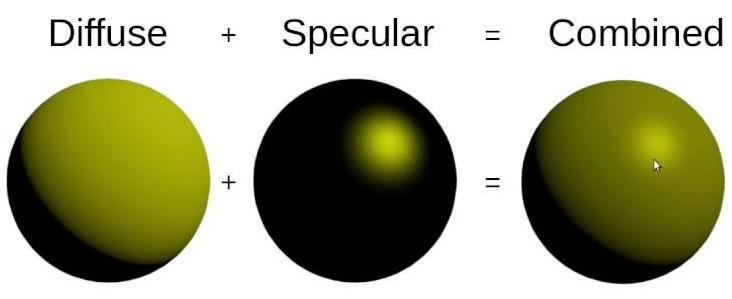 Diffuse + Specular = Combined
+ =